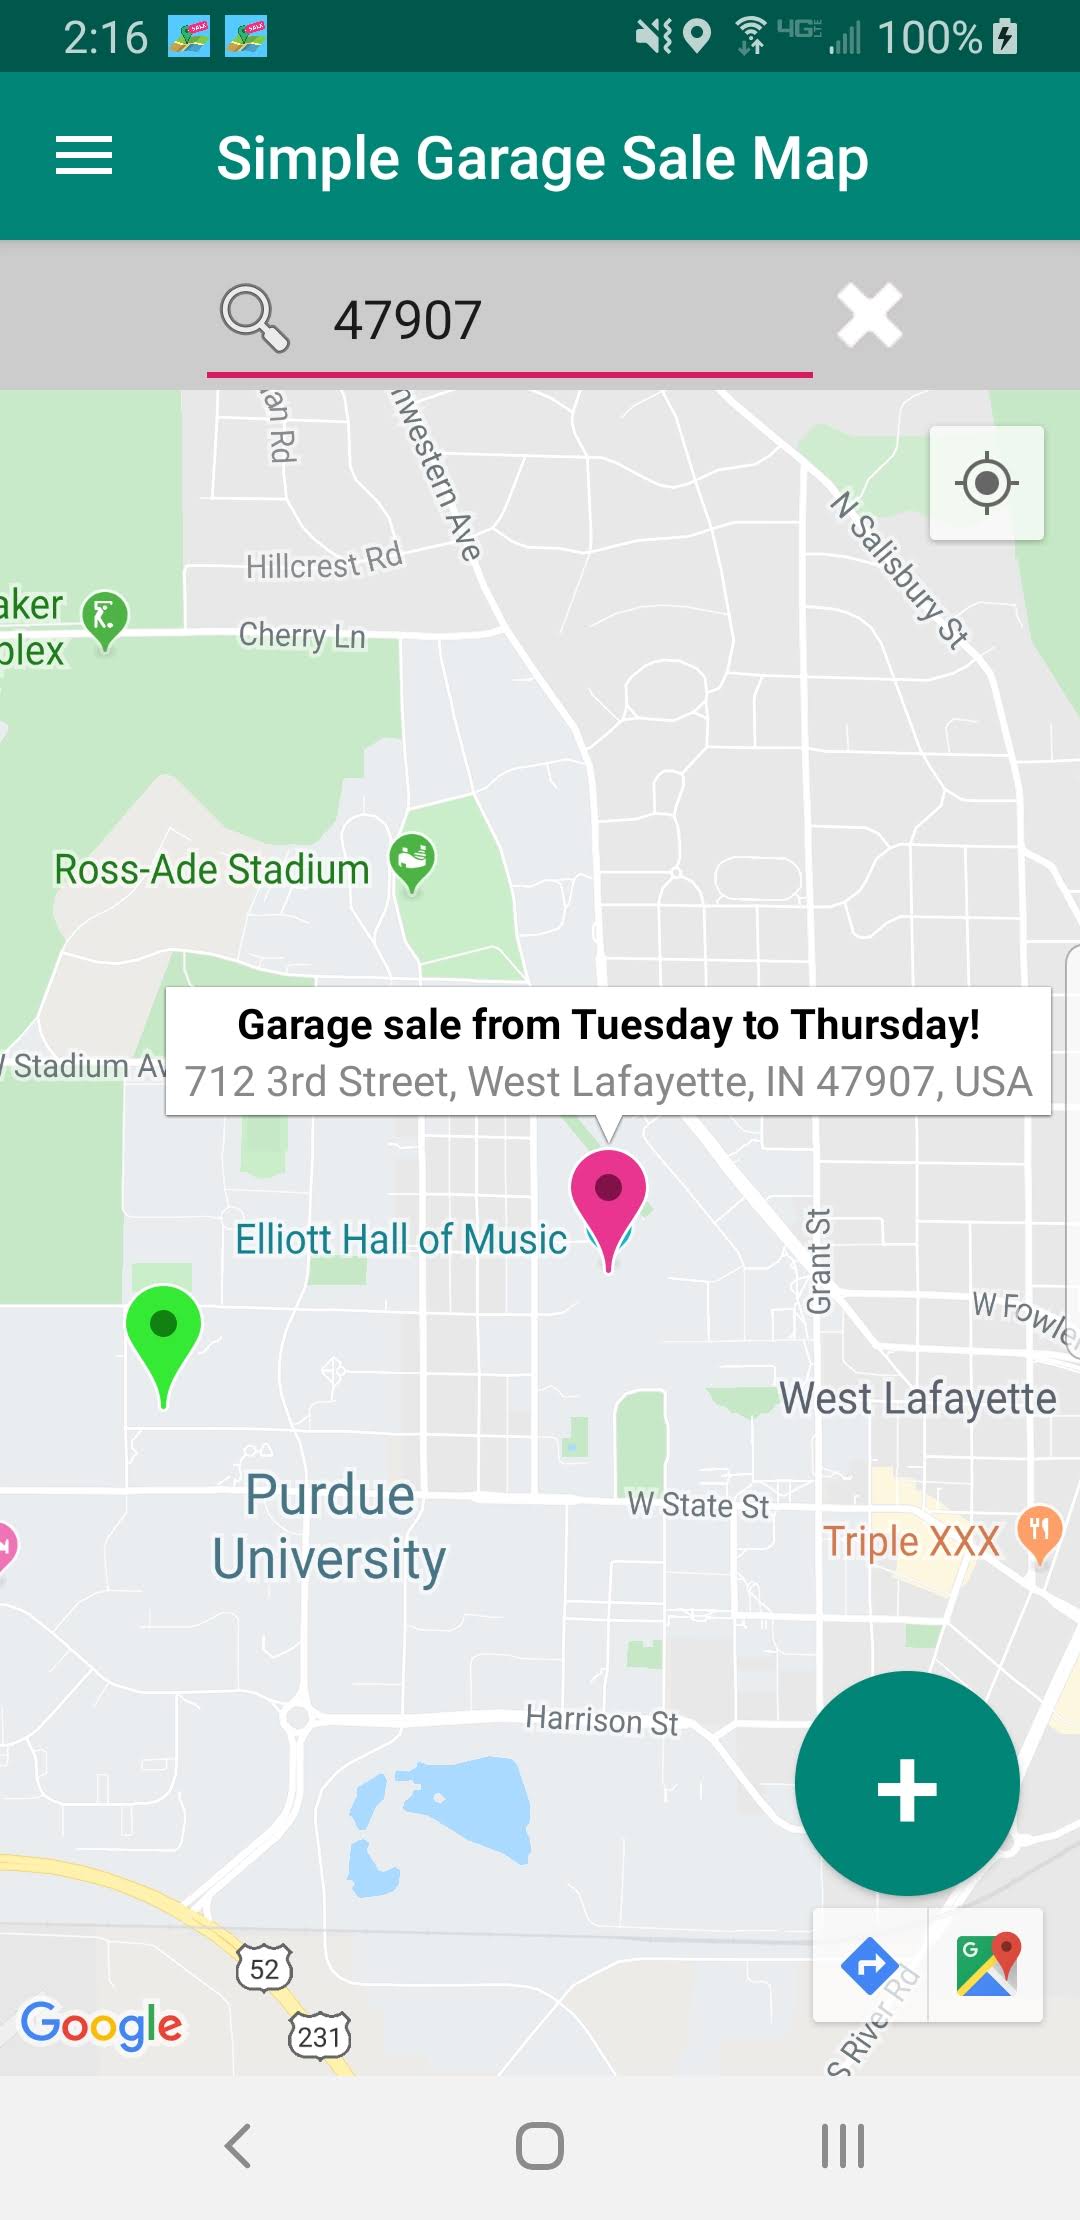 2:16
4G LTE
100%
Simple Garage Sale Map
47907
nwestern Ave
Rd
N Salisbury St
Hillcrest Rd
Cherry Ln
aker
plex
Ross-Ade Stadium
Garage sale from Tuesday to Thursday!
712 3rd Street, West Lafayette, IN 47907, USA
Stadium Av
Elliott Hall of Music
Grant St
W Fowler
West Lafayette
Purdue
University
W State St
Triple XXX
Harrison St
+
52
231
S River Rd
Google